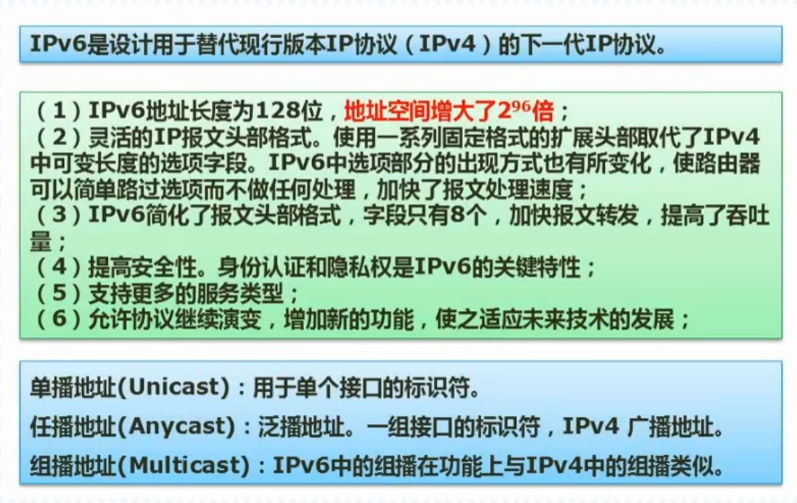 IPv6是设计用于替代现行版本IP协议（IPv4）的下一代IP协议。
（1）IPv6地址长度为128位，地址空间增大了2⁹⁶倍；
（2）灵活的IP报文头部格式。使用一系列固定格式的扩展头部取代了IPv4
中可变长度的选项字段。IPv6中选项部分的出现方式也有所变化，使路由器
可以简单路过选项而不做任何处理，加快了报文处理速度；
（3）IPv6简化了报文头部格式，字段只有8个，加快报文转发，提高了吞吐
量；
（4）提高安全性。身份认证和隐私权是IPv6的关键特性；
（5）支持更多的服务类型；
（6）允许协议继续演变，增加新的功能，使之适应未来技术的发展；
单播地址(Unicast)：用于单个接口的标识符。
任播地址(Anycast)：泛播地址。一组接口的标识符，IPv4 广播地址。
组播地址(Multicast)：IPv6中的组播在功能上与IPv4中的组播类似。